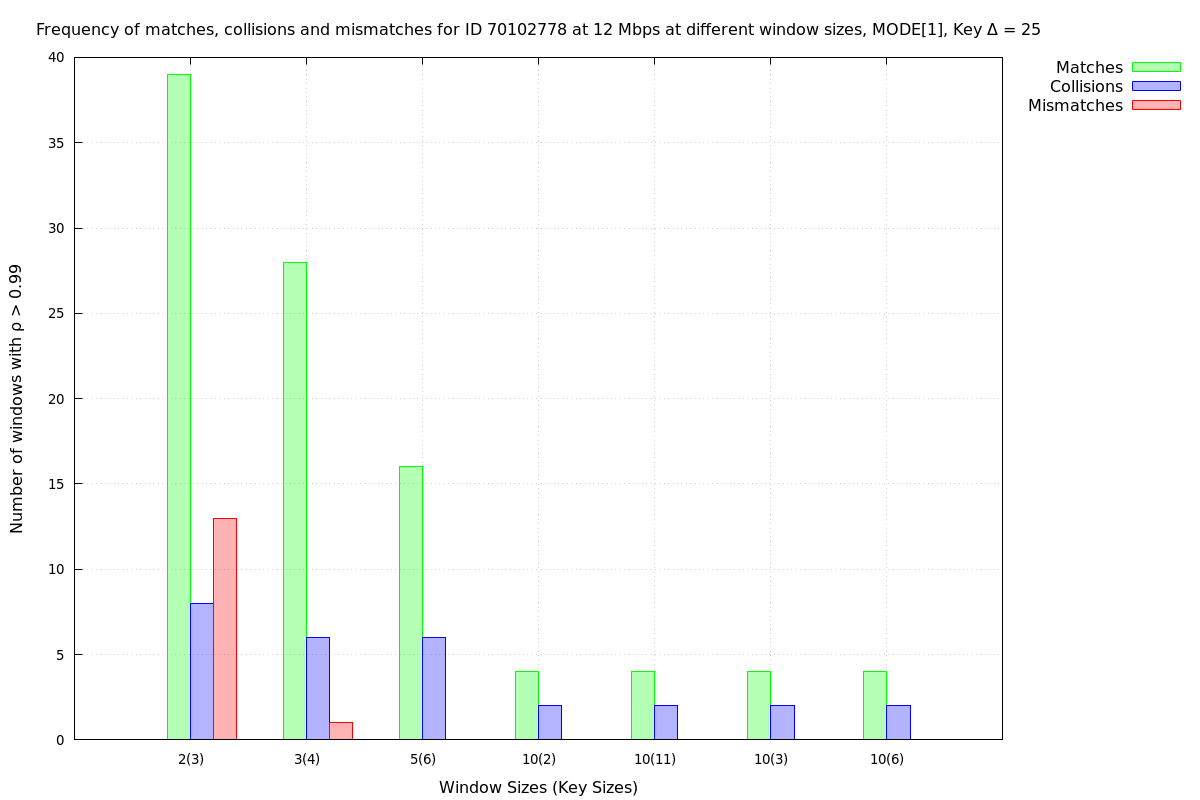 Frequency of matches, collisions and mismatches for ID 70102778 at 12 Mbps at different window sizes, MODE[1], Key Δ = 25
Matches
Collisions
Mismatches
Number of windows with ρ > 0.99
40
35
30
25
20
15
10
5
0
2(3) 3(4) 5(6) 10(2) 10(11) 10(3) 10(6)
Window Sizes (Key Sizes)